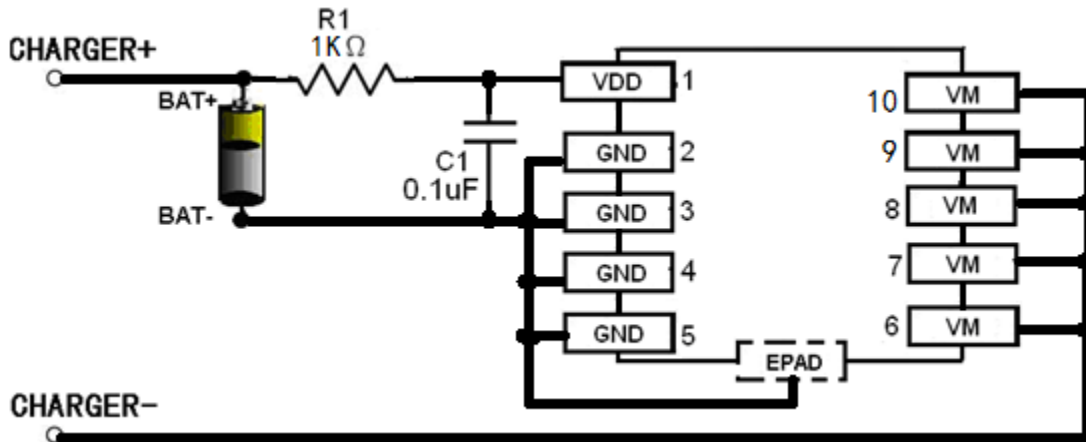 CHARGER+
R1
1KΩ
BAT+
C1
0.1uF
BAT-
VDD
1
GND
2
GND
3
GND
4
GND
5
EPAD
10
VM
9
VM
8
VM
7
VM
6
VM
CHARGER-